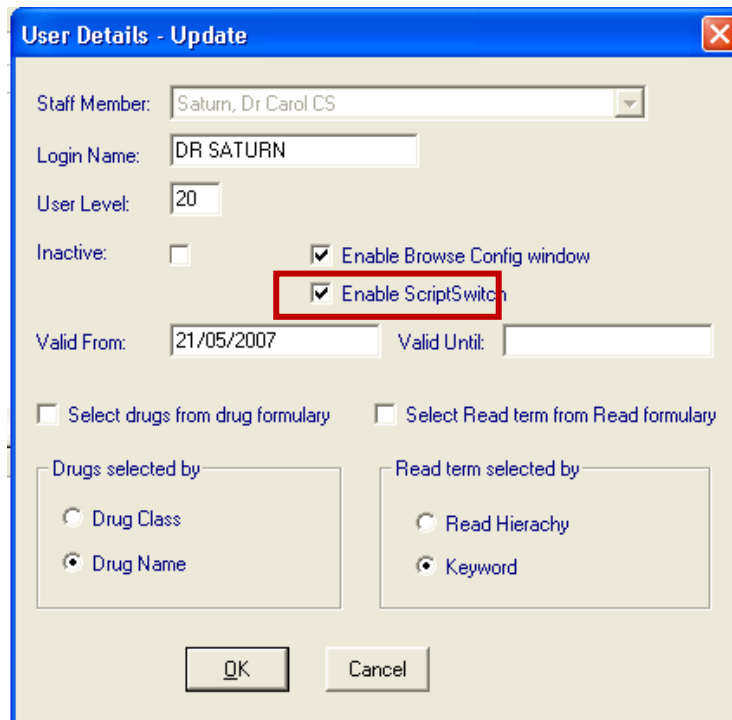 User Details - Update
Staff Member: Saturn, Dr Carol CS
Login Name: DR SATURN
User Level: 20
Inactive: Enable Browse Config window
Enable ScriptSwitch
Valid From: 21/05/2007 Valid Until:
Select drugs from drug formulary Select Read term from Read formulary
Drugs selected by Read term selected by
Drug Class Read Hierachy
Drug Name Keyword
OK Cancel